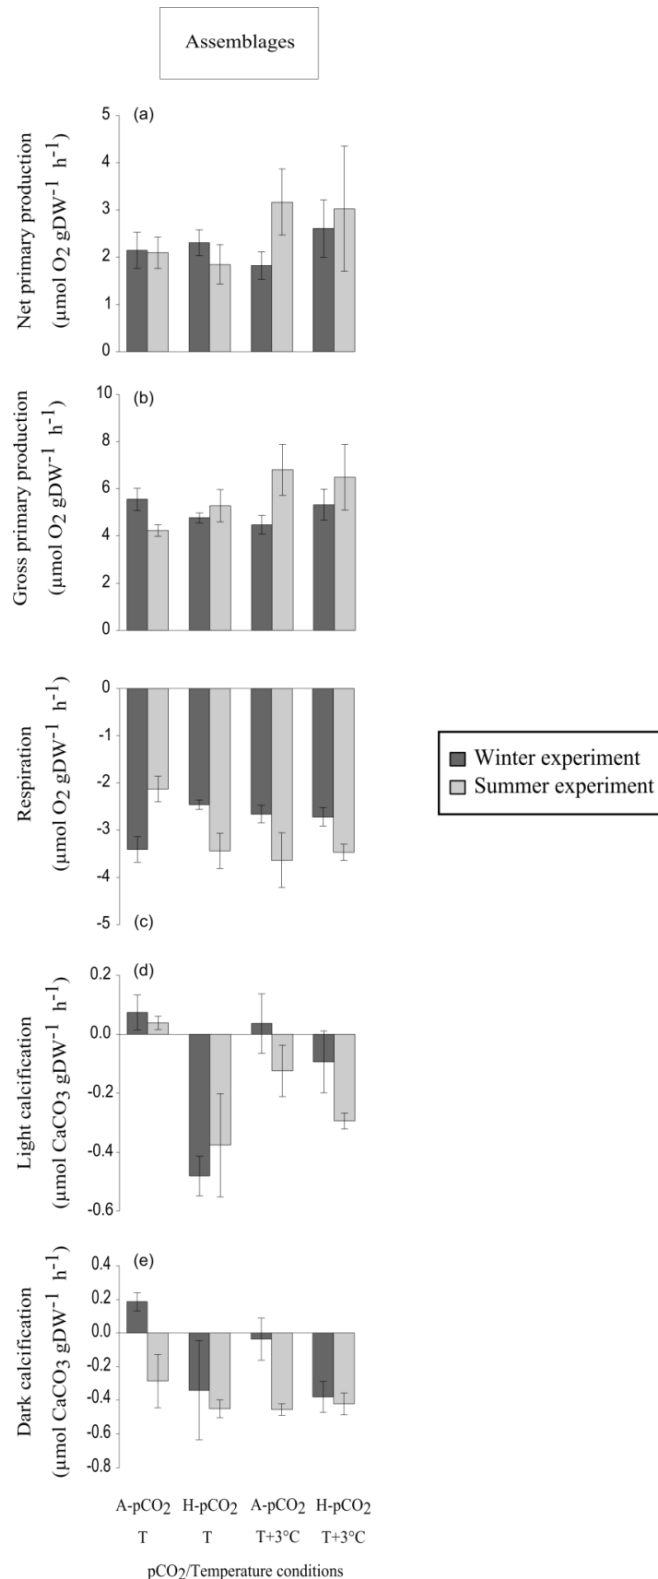 Assemblages
(a)
Net primary production
(µmol O2 gDW-1 h-1)
5
4
3
2
1
0
(b)
Gross primary production
(µmol O2 gDW-1 h-1)
10
8
6
4
2
0
Respiration
(µmol O2 gDW-1 h-1)
0
-1
-2
-3
-4
-5
(c)
Winter experiment
Summer experiment
(d)
Light calcification
(µmol CaCO3 gDW-1 h-1)
0.2
0.0
-0.2
-0.4
-0.6
(e)
Dark calcification
(µmol CaCO3 gDW-1 h-1)
0.4
0.2
0.0
-0.2
-0.4
-0.6
-0.8
A-pCO2 H-pCO2 A-pCO2 H-pCO2
T T T+3°C T+3°C
pCO2/Temperature conditions